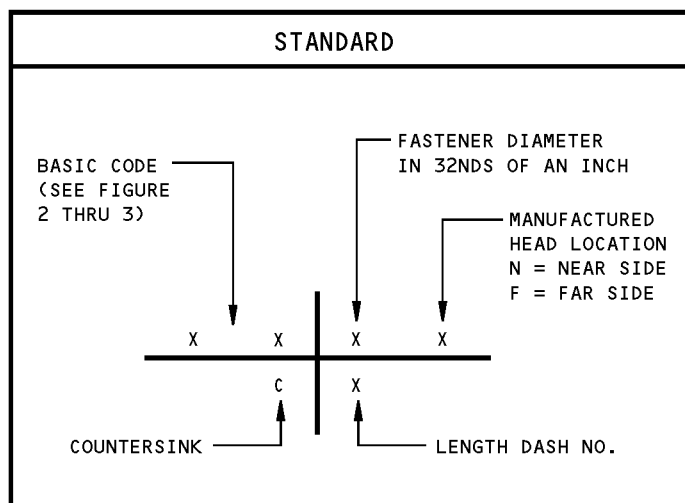 STANDARD
BASIC CODE
(SEE FIGURE
2 THRU 3)
FASTENER DIAMETER
IN 32NDS OF AN INCH
MANUFACTURED
HEAD LOCATION
N = NEAR SIDE
F = FAR SIDE
X X X X
C X
COUNTERSINK
LENGTH DASH NO.